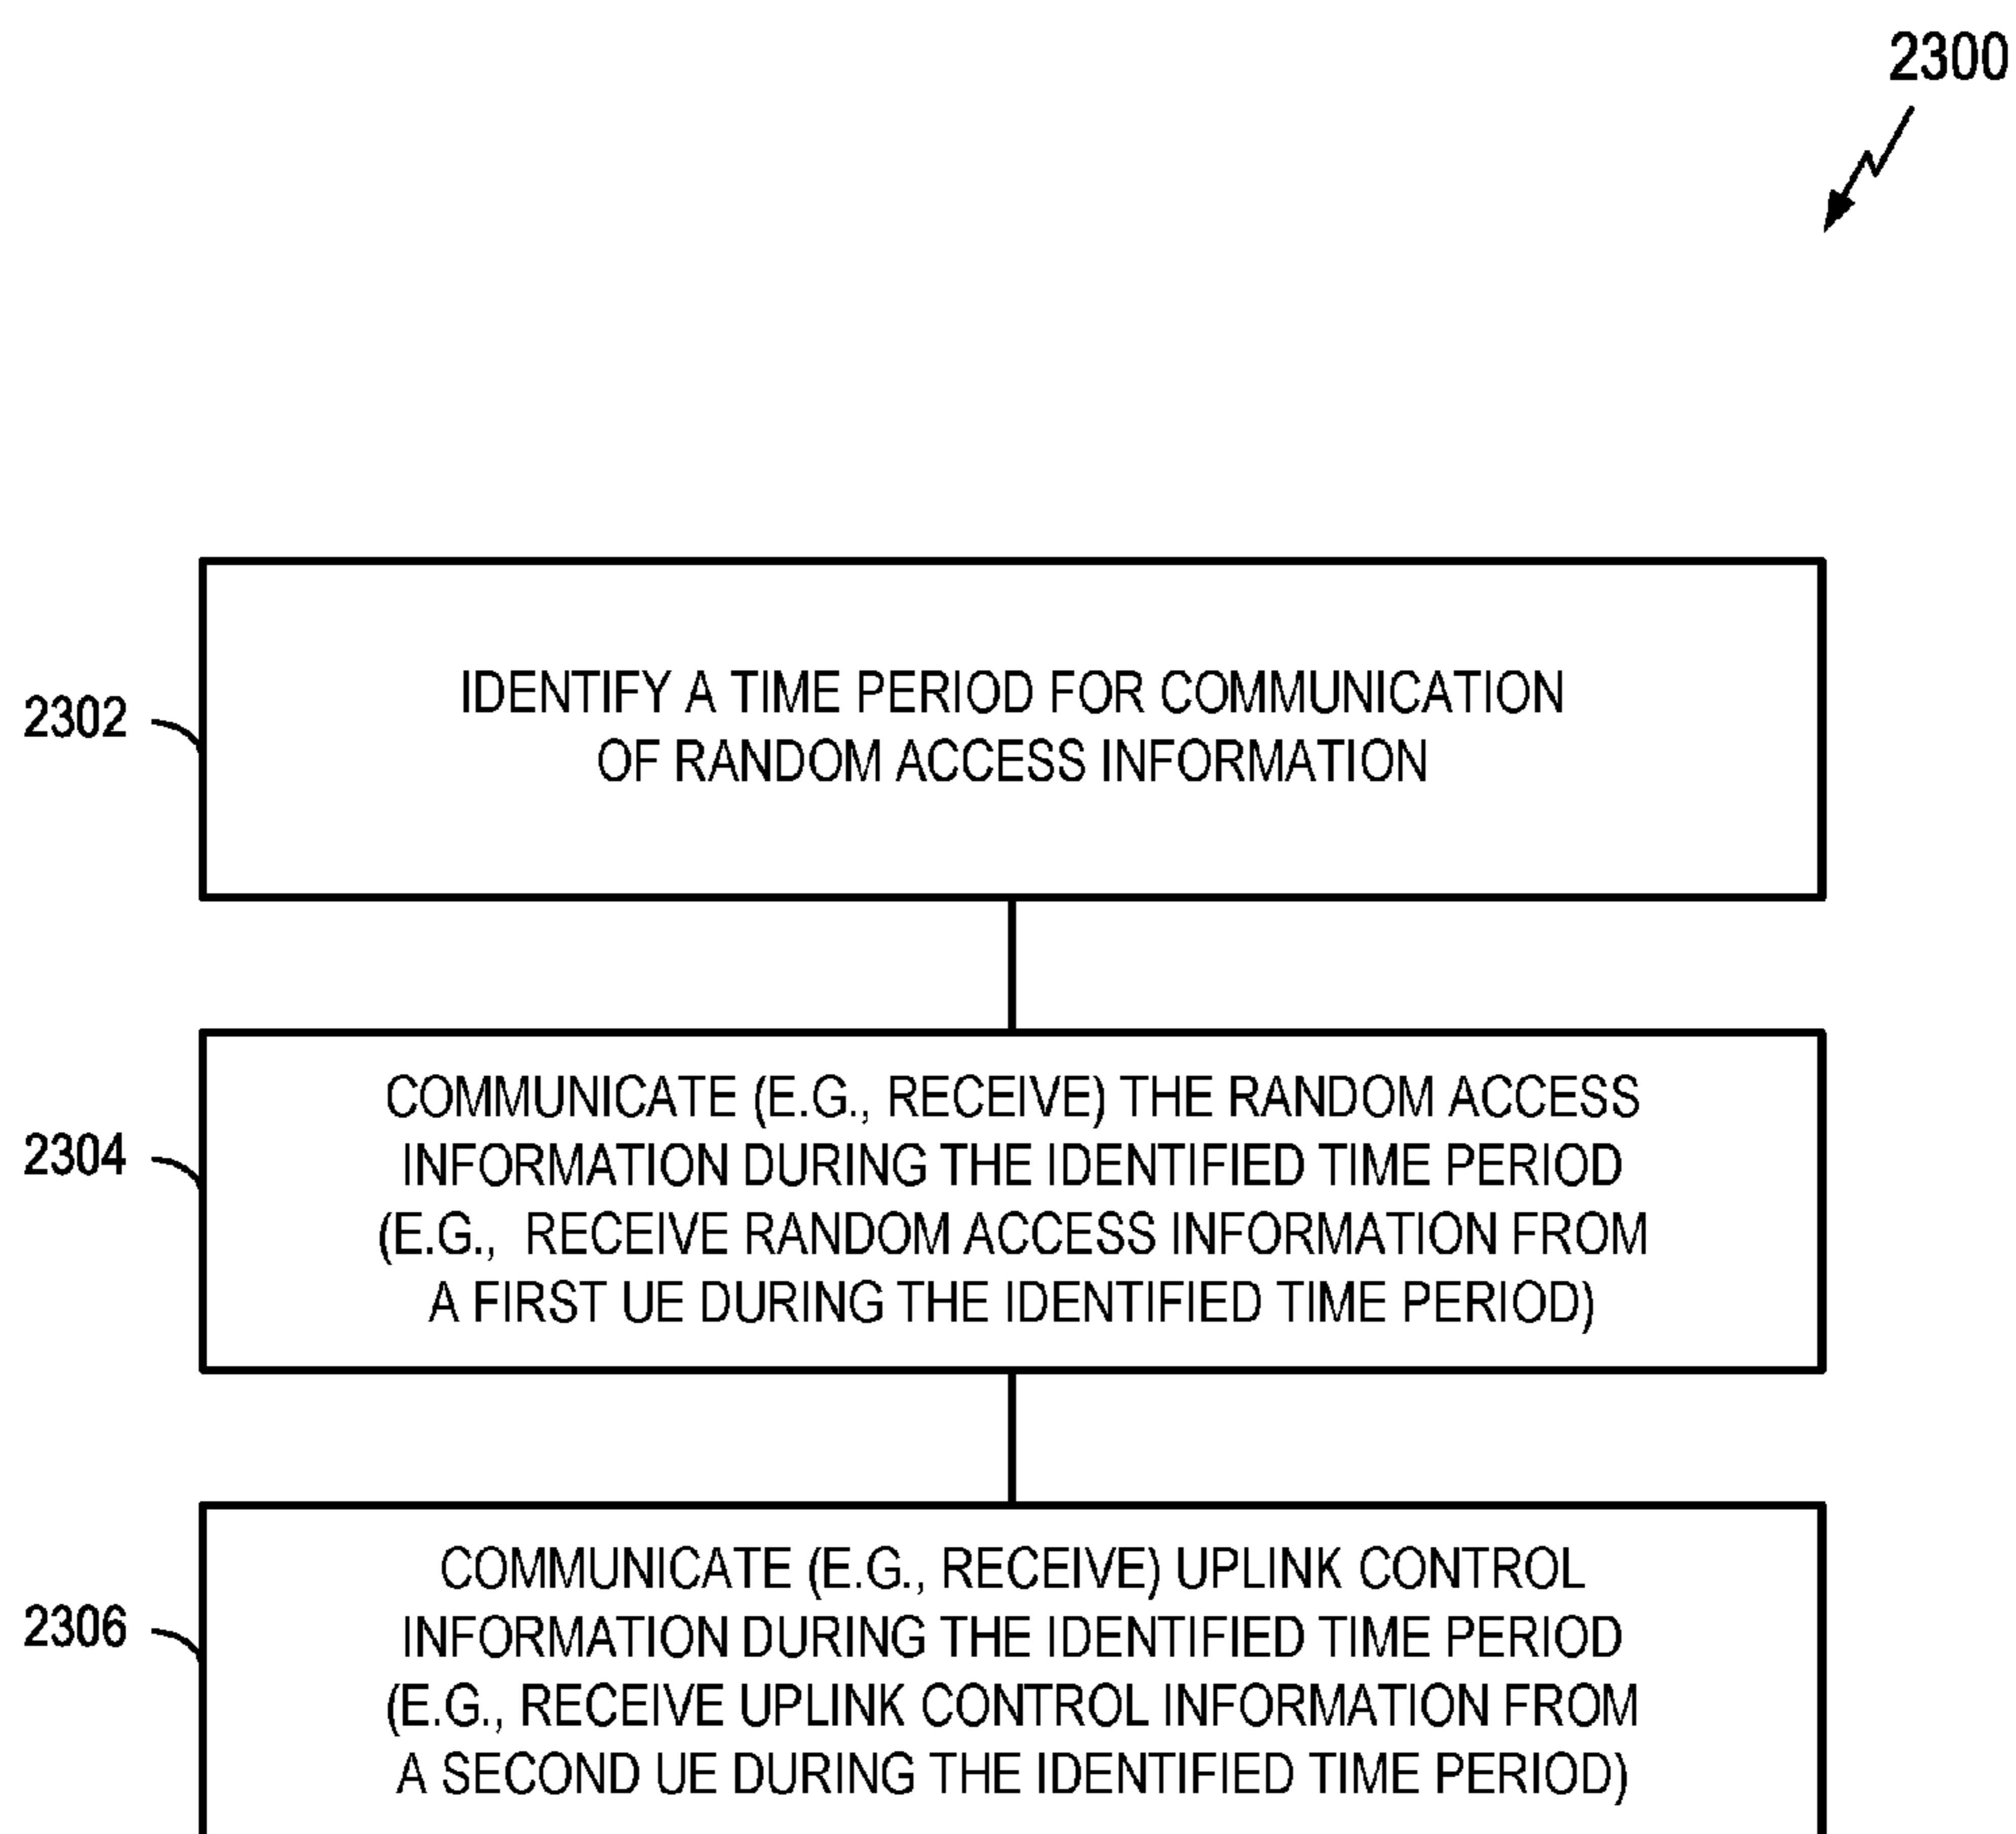 2300
2302
IDENTIFY A TIME PERIOD FOR COMMUNICATION
OF RANDOM ACCESS INFORMATION
2304
COMMUNICATE (E.G., RECEIVE) THE RANDOM ACCESS
INFORMATION DURING THE IDENTIFIED TIME PERIOD
(E.G., RECEIVE RANDOM ACCESS INFORMATION FROM
A FIRST UE DURING THE IDENTIFIED TIME PERIOD)
2306
COMMUNICATE (E.G., RECEIVE) UPLINK CONTROL
INFORMATION DURING THE IDENTIFIED TIME PERIOD
(E.G., RECEIVE UPLINK CONTROL INFORMATION FROM
A SECOND UE DURING THE IDENTIFIED TIME PERIOD)